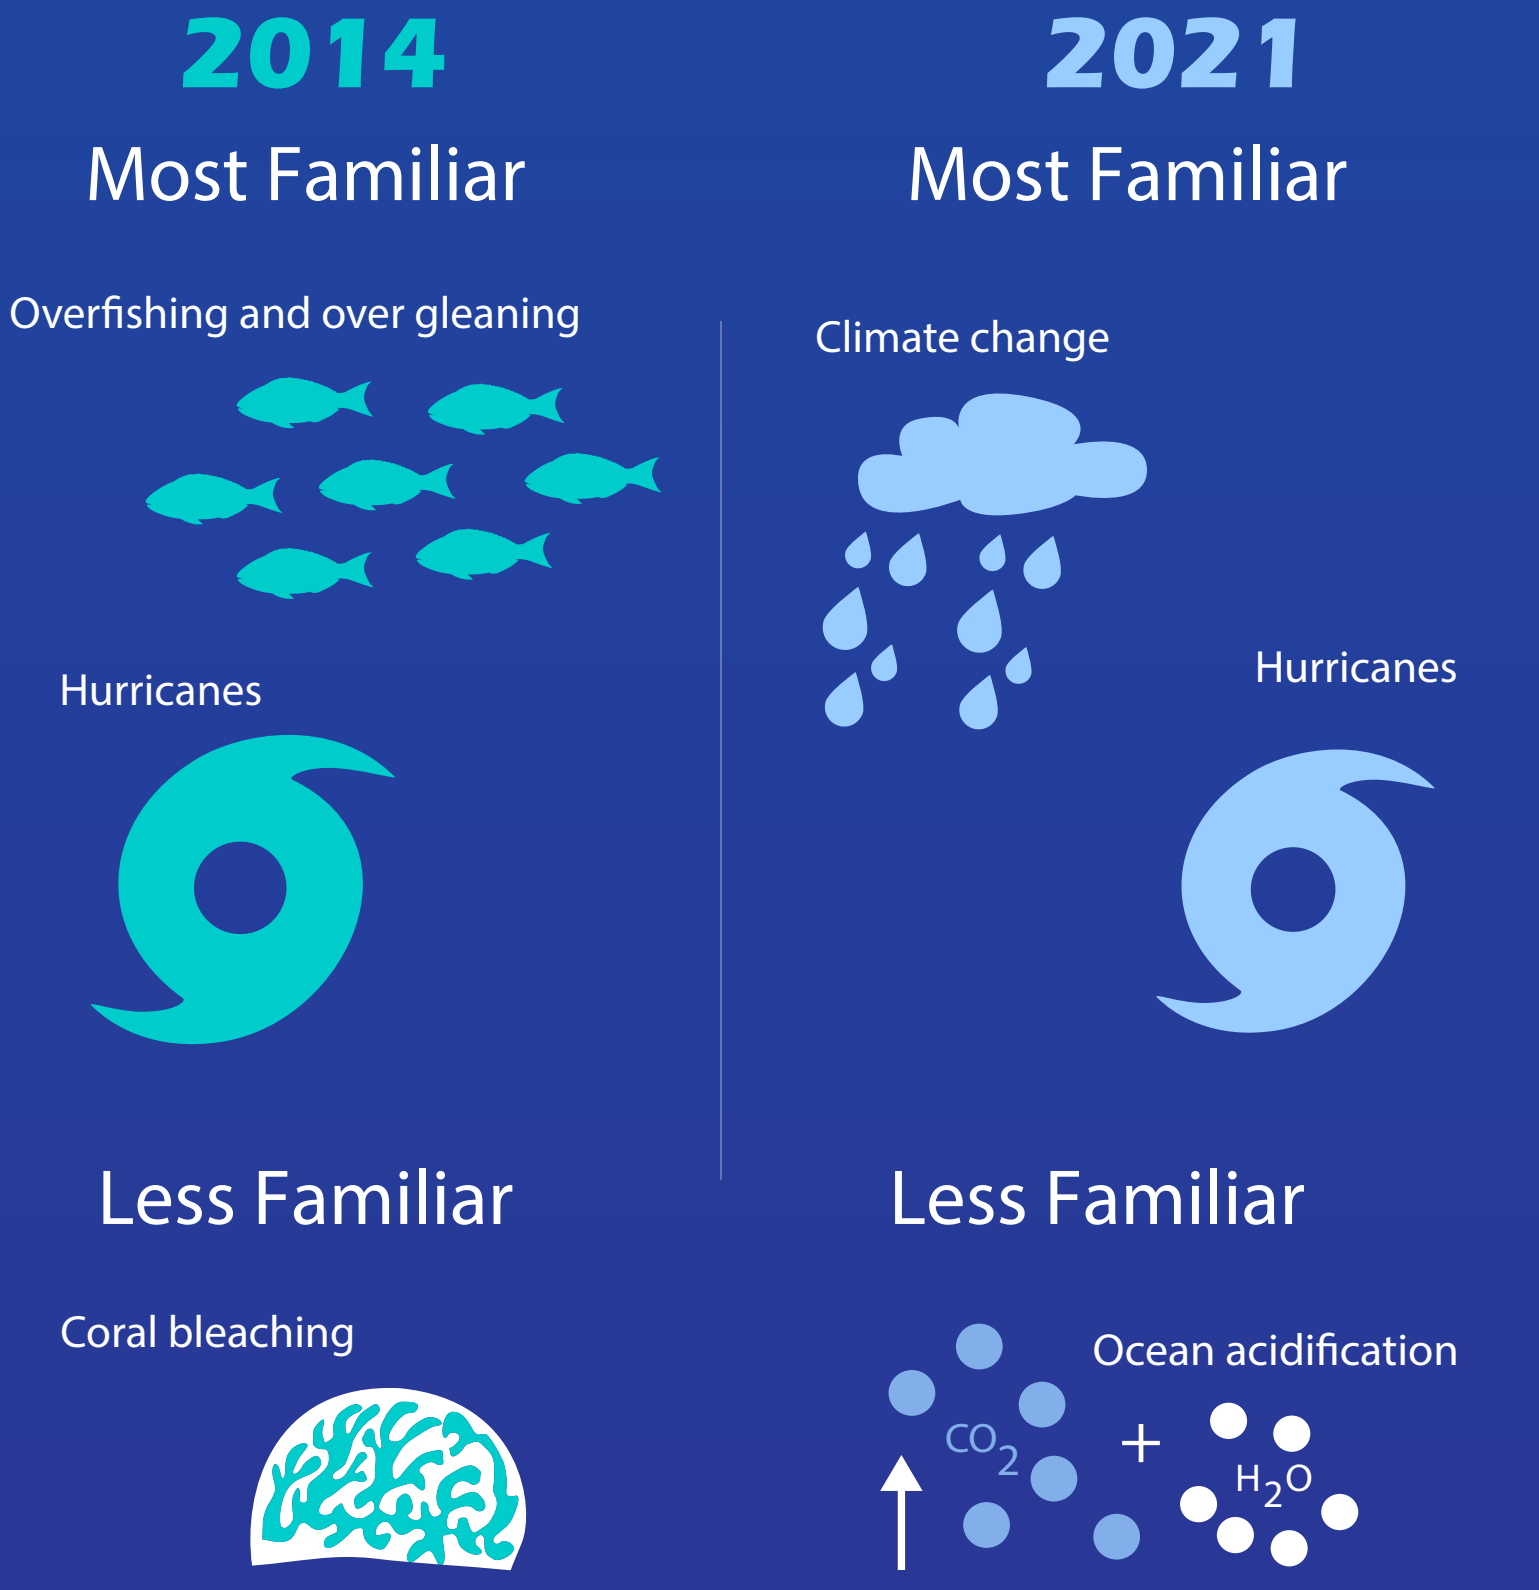 2014
Most Familiar
Overfishing and over gleaning
Hurricanes
Less Familiar
Coral bleaching
2021
Most Familiar
Climate change
Hurricanes
Less Familiar
Ocean acidification
CO2
+
H2O